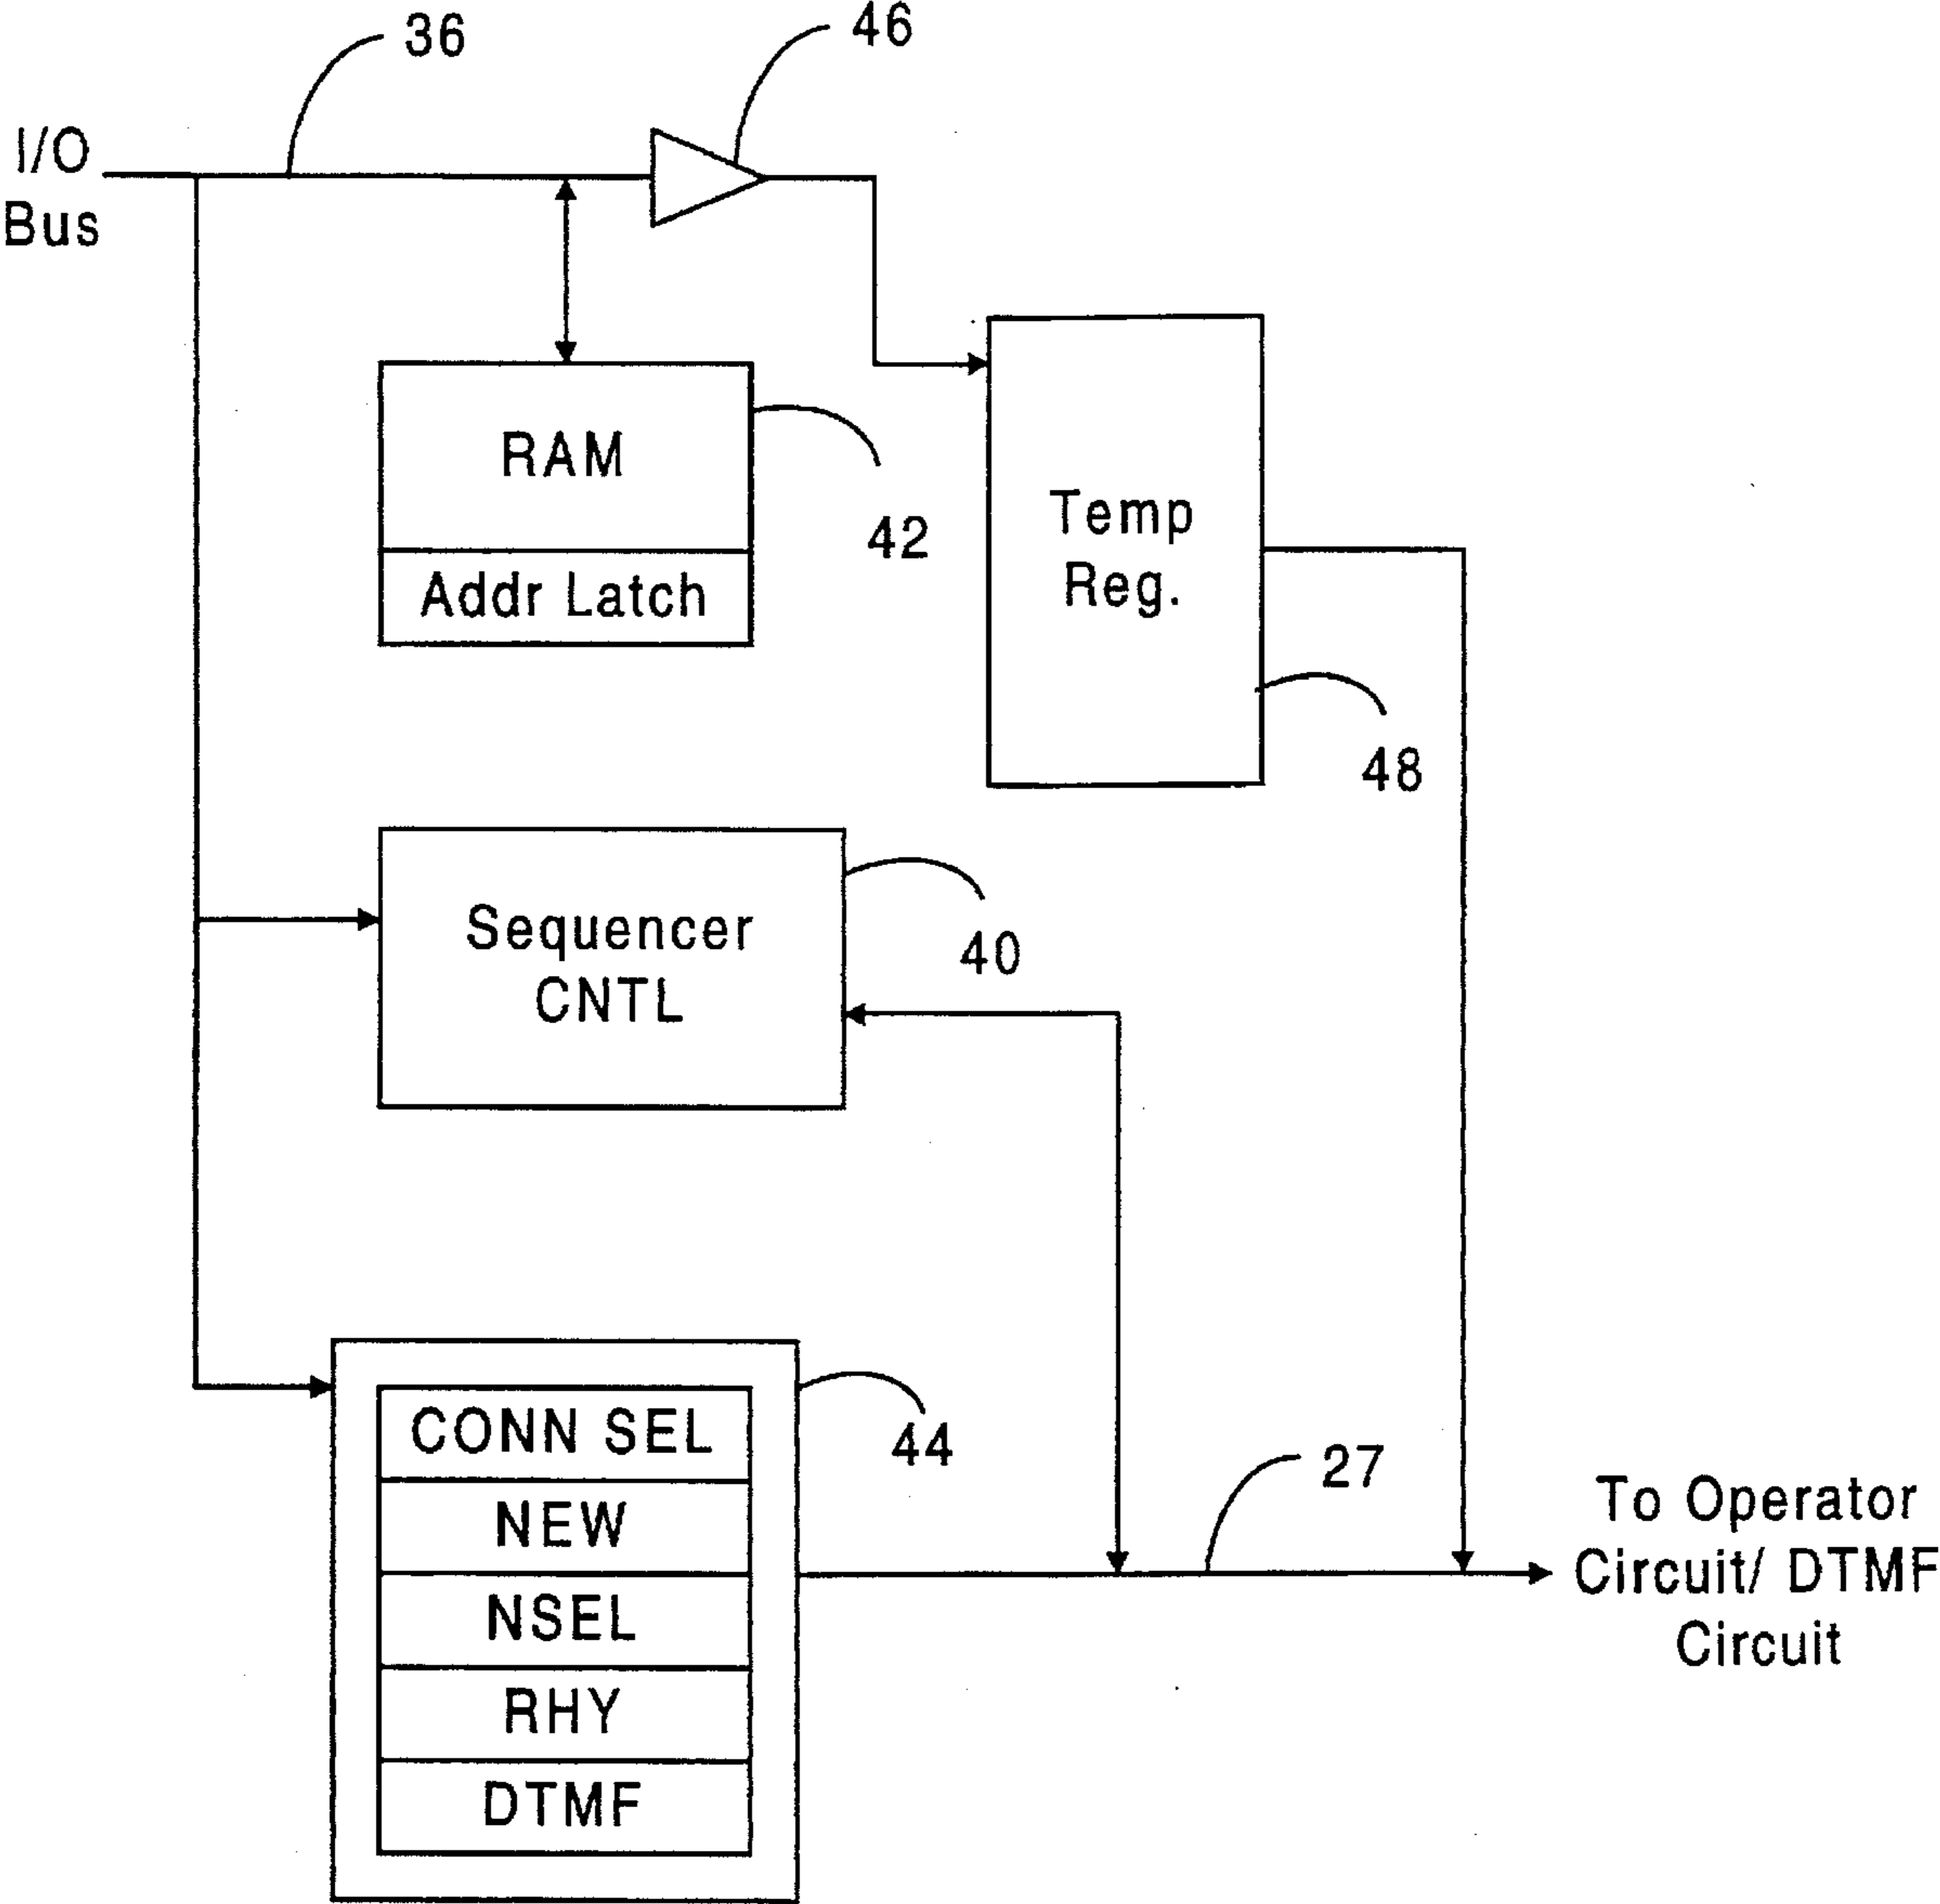 36
46
I/O
Bus
RAM
Addr Latch
42
Temp
Reg.
48
Sequencer
CNTL
40
CONN SEL
NEW
NSEL
RHY
DTMF
44
27
To Operator
Circuit/ DTMF
Circuit